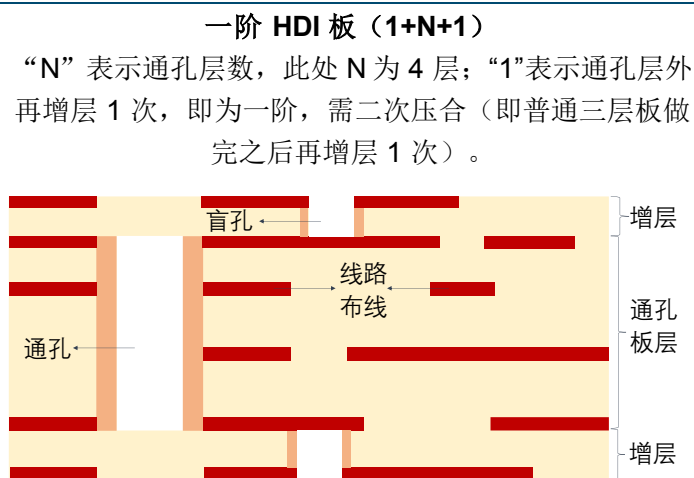 一阶 HDI 板（1+N+1）
“N”表示通孔层数，此处 N 为 4 层；“1”表示通孔层外
再增层 1 次，即为一阶，需二次压合（即普通三层板做
完之后再增层 1 次）。
盲孔
增层
线路
布线
通孔
通孔
板层
增层